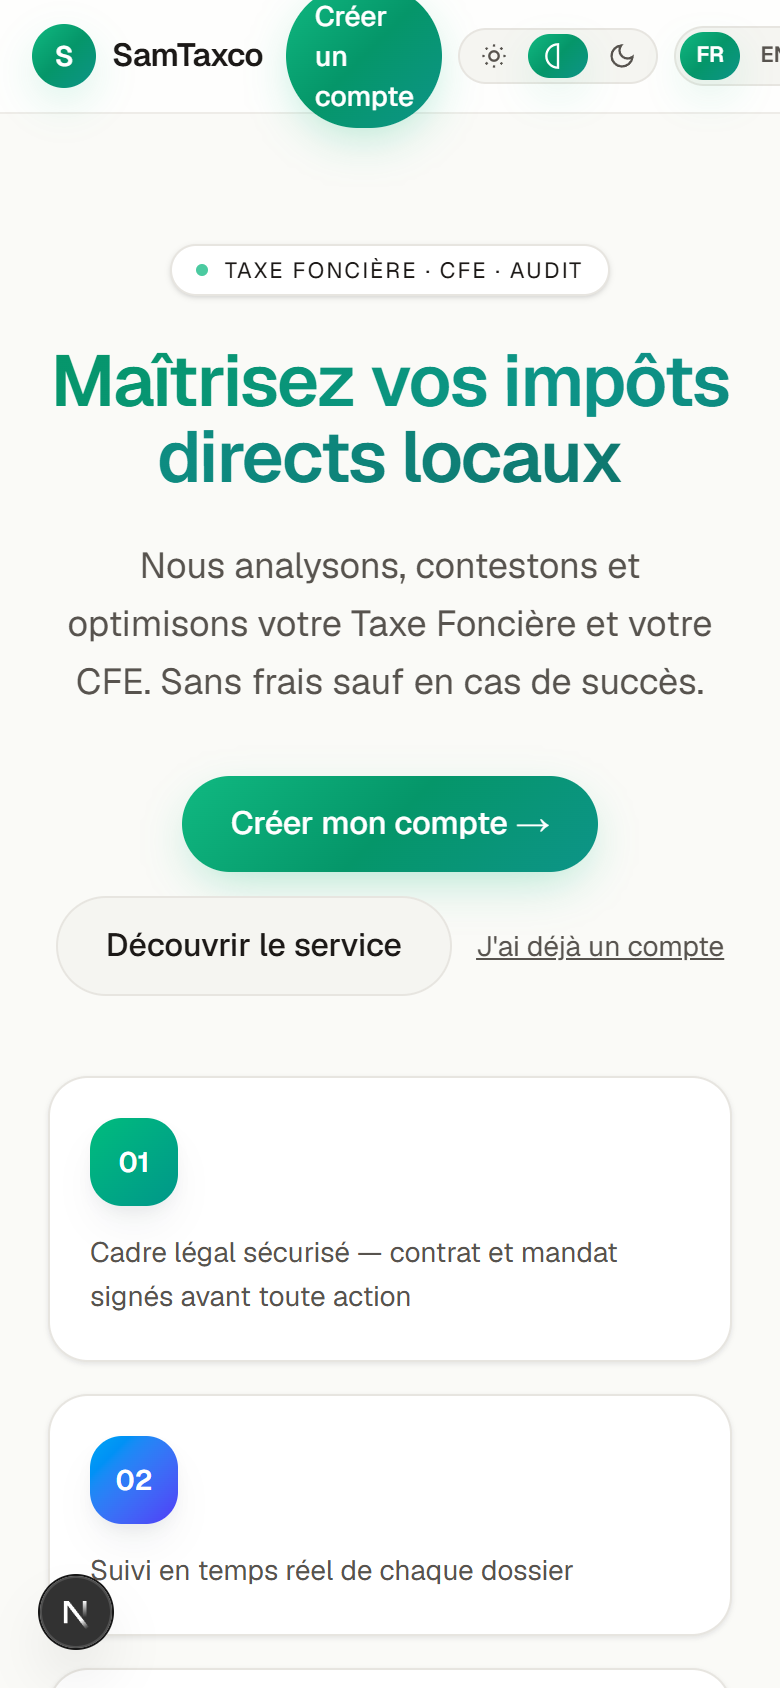 S
SamTaxco
Créer
un
compte
FR
EN
TAXE FONCIÈRE · CFE · AUDIT
Maîtrisez vos impôts
directs locaux
Nous analysons, contestons et
optimisons votre Taxe Foncière et votre
CFE. Sans frais sauf en cas de succès.
Créer mon compte →
Découvrir le service
J'ai déjà un compte
01
Cadre légal sécurisé — contrat et mandat
signés avant toute action
02
Suivi en temps réel de chaque dossier
N